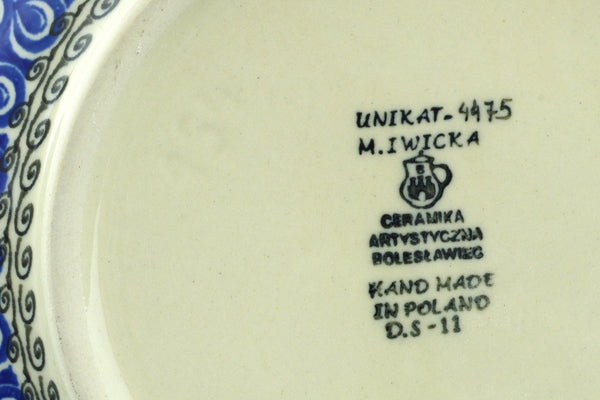 UNIKAT-4475
M.IWICKA
B
CERAMIKA
ARTYSTYCZNA
BOLESŁAWIEC
HAND MADE
IN POLAND
D.S-11